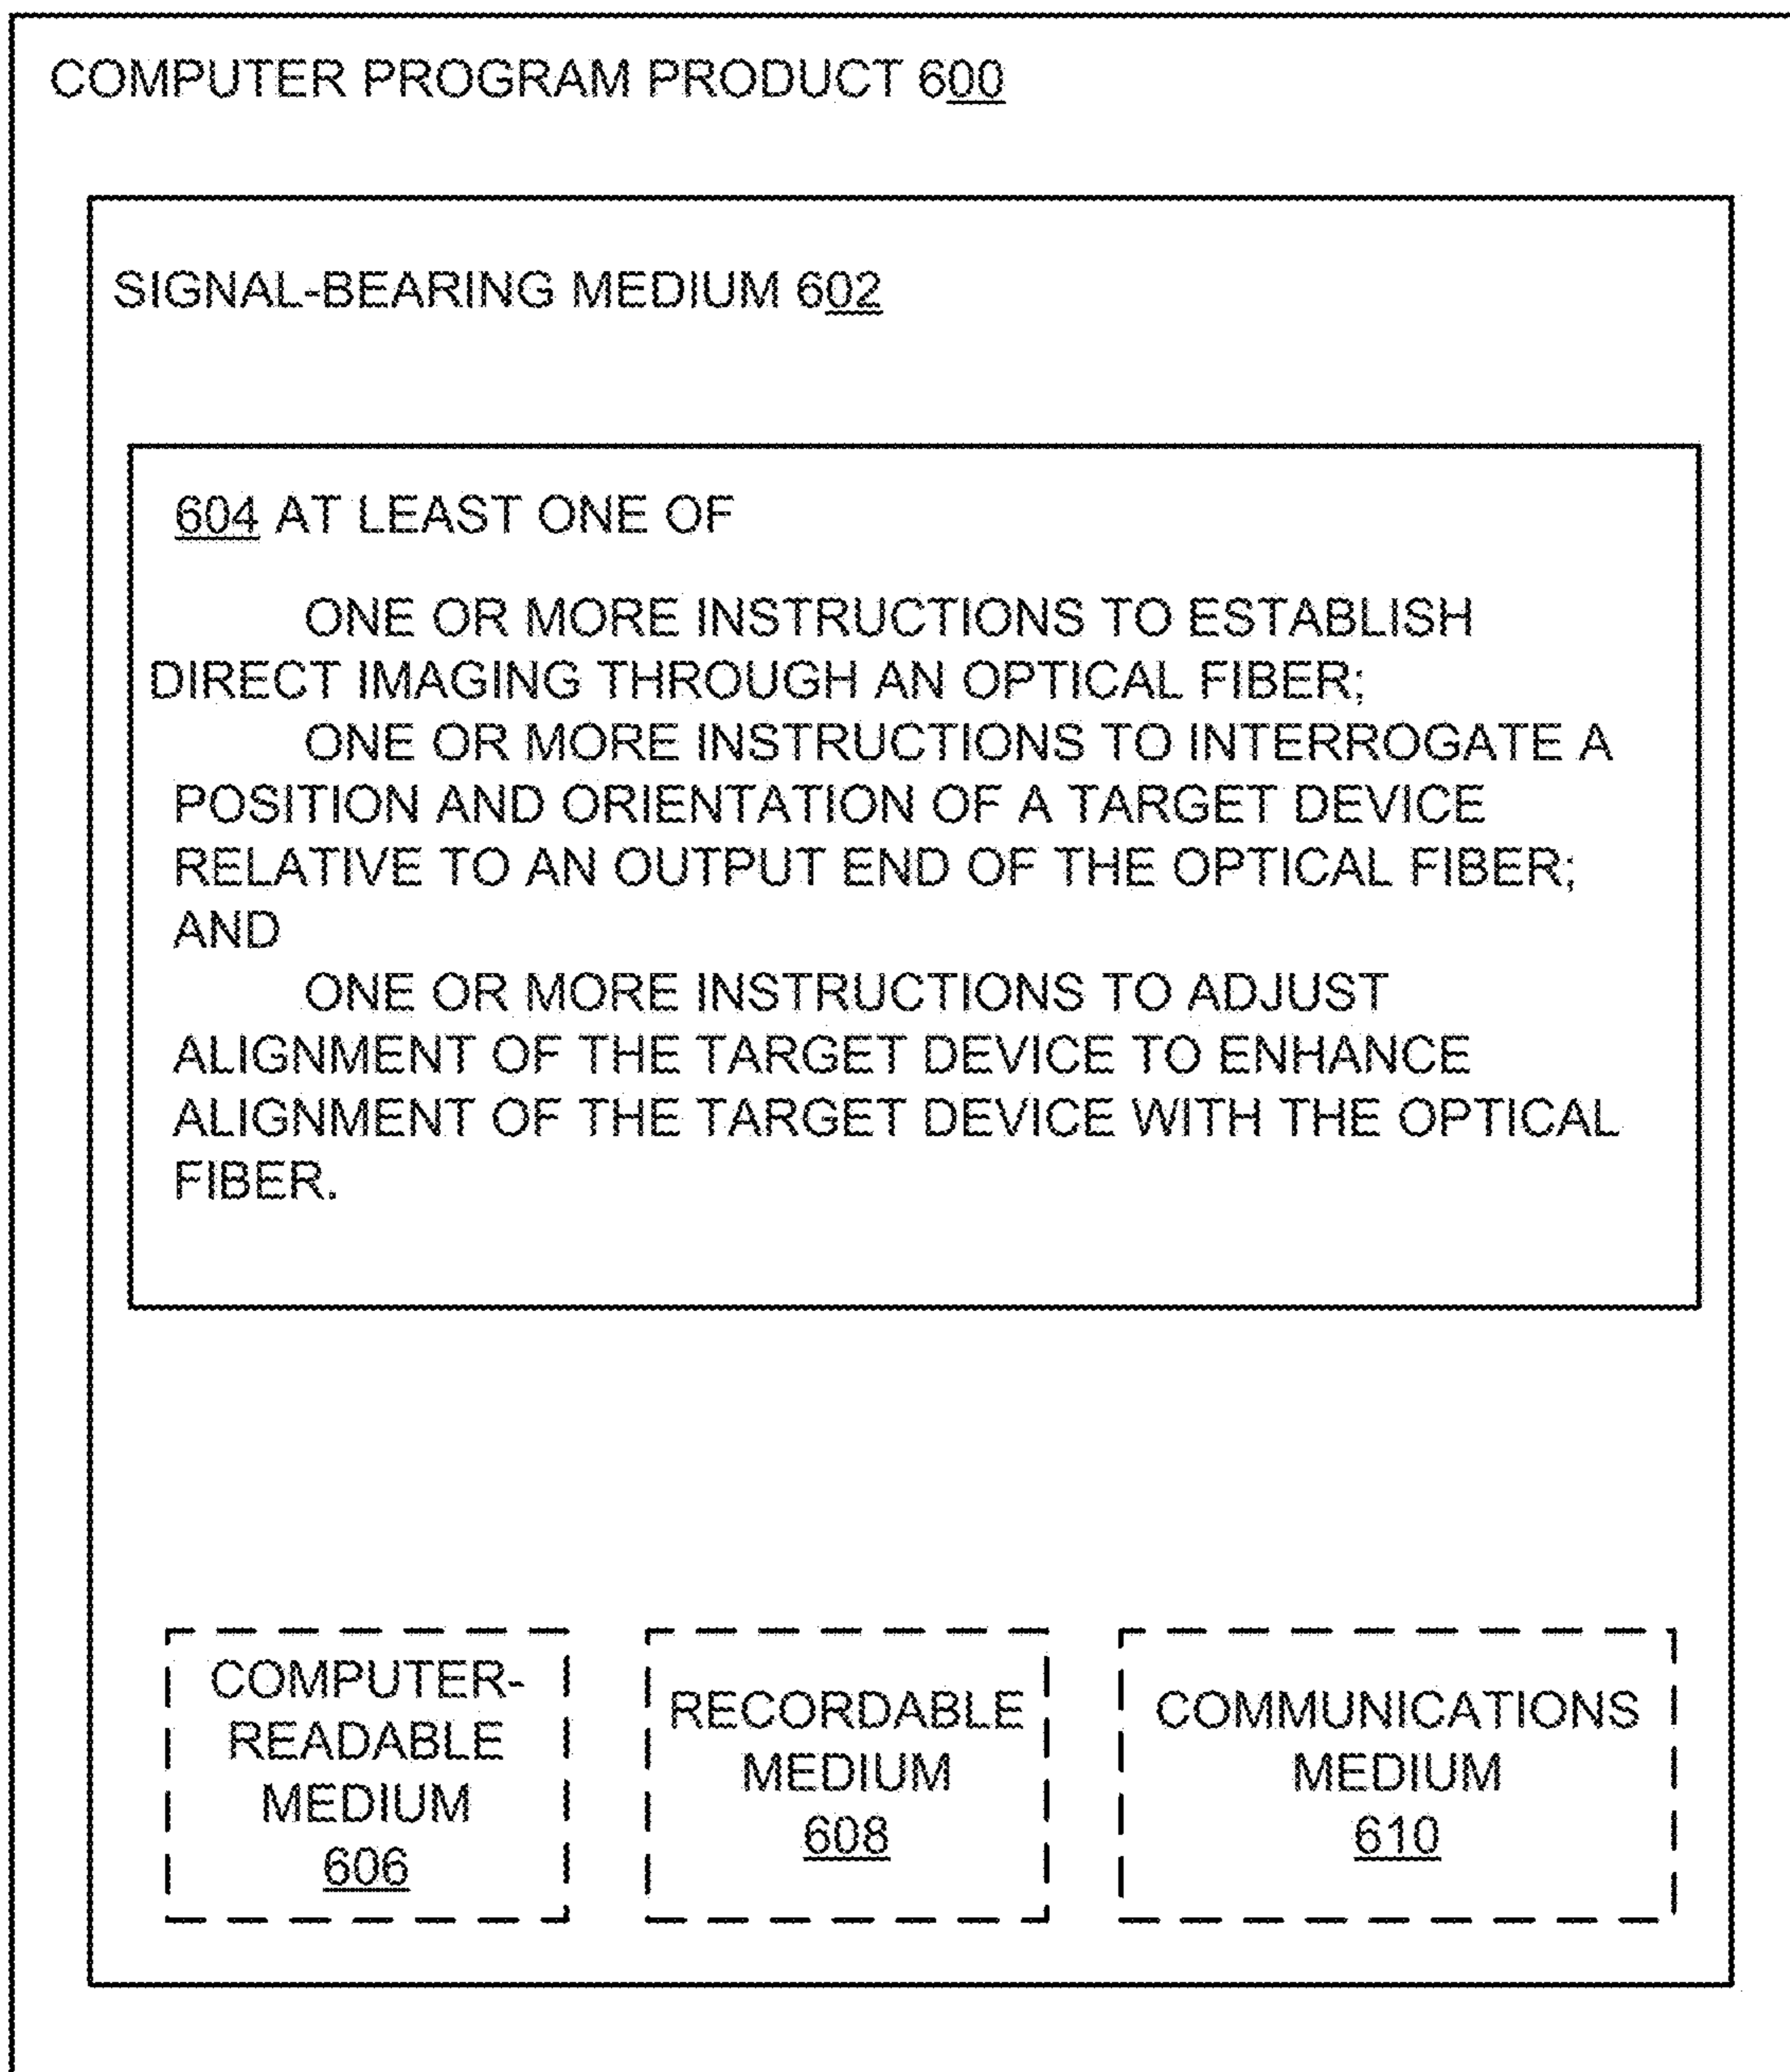 COMPUTER PROGRAM PRODUCT 600
SIGNAL-BEARING MEDIUM 602
604 AT LEAST ONE OF
ONE OR MORE INSTRUCTIONS TO ESTABLISH
DIRECT IMAGING THROUGH AN OPTICAL FIBER;
ONE OR MORE INSTRUCTIONS TO INTERROGATE A
POSITION AND ORIENTATION OF A TARGET DEVICE
RELATIVE TO AN OUTPUT END OF THE OPTICAL FIBER;
AND
ONE OR MORE INSTRUCTIONS TO ADJUST
ALIGNMENT OF THE TARGET DEVICE TO ENHANCE
ALIGNMENT OF THE TARGET DEVICE WITH THE OPTICAL
FIBER.
COMPUTER-
READABLE
MEDIUM
606
RECORDABLE
MEDIUM
608
COMMUNICATIONS
MEDIUM
610